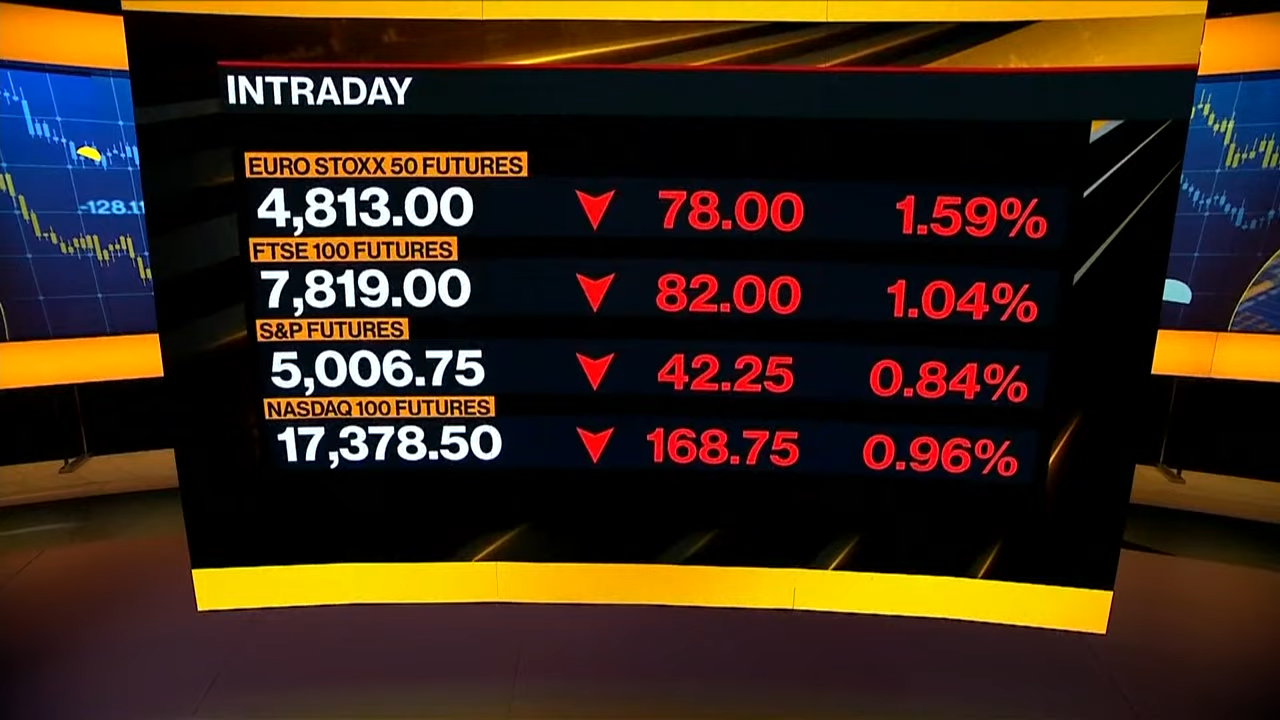 INTRADAY
EURO STOXX 50 FUTURES
4,813.00 78.00 1.59%
FTSE 100 FUTURES
7,819.00 82.00 1.04%
S&P FUTURES
5,006.75 42.25 0.84%
NASDAQ 100 FUTURES
17,378.50 168.75 0.96%